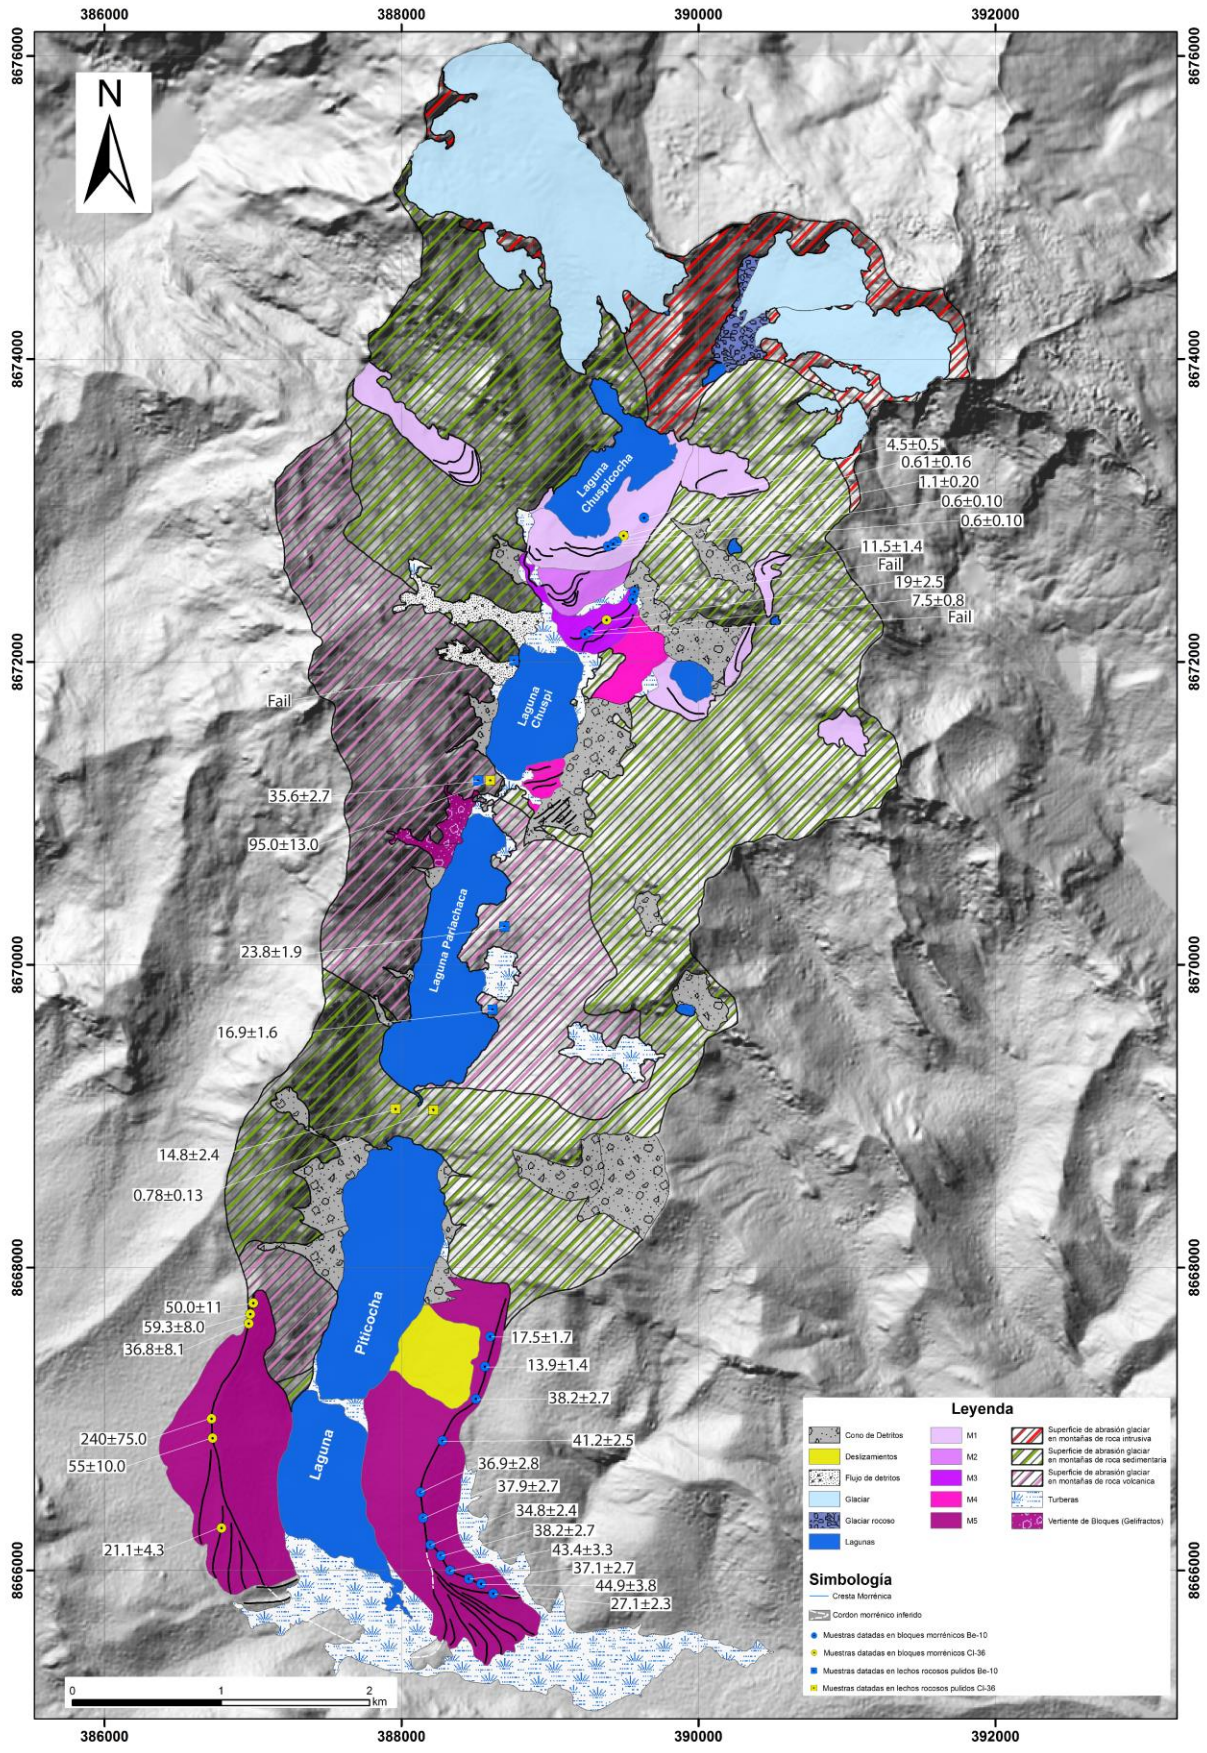 386000
388000
390000
392000
8676000
8676000
N
8674000
8674000
4.5±0.5
0.61±0.16
1.1±0.20
0.6±0.10
0.6±0.10
11.5±1.4
Fail
19±2.5
7.5±0.8
Fail
Laguna
Chuspicocha
8672000
8672000
Fail
Laguna
Chuspi
35.6±2.7
95.0±13.0
Laguna Pariachaca
23.8±1.9
8670000
8670000
16.9±1.6
14.8±2.4
0.78±0.13
8668000
8668000
50.0±11
59.3±8.0
36.8±8.1
Piticocha
17.5±1.7
13.9±1.4
38.2±2.7
240±75.0
55±10.0
Laguna
41.2±2.5
36.9±2.8
37.9±2.7
34.8±2.4
38.2±2.7
43.4±3.3
37.1±2.7
44.9±3.8
27.1±2.3
21.1±4.3
8666000
8666000
Leyenda
Cono de Detritos
Deslizamientos
Flujo de detritos
Glaciar
Glaciar rocoso
Lagunas
M1
M2
M3
M4
M5
Superficie de abrasión glaciar
en montañas de roca intrusiva
Superficie de abrasión glaciar
en montañas de roca sedimentaria
Superficie de abrasión glaciar
en montañas de roca volcanica
Turberas
Vertiente de Bloques (Gelifractos)
Simbología
Cresta Morrénica
Cordon morrénico inferido
Muestras datadas en bloques morrénicos Be-10
Muestras datadas en bloques morrénicos Cl-36
Muestras datadas en lechos rocosos pulidos Be-10
Muestras datadas en lechos rocosos pulidos Cl-36
0
1
2
km
386000
388000
390000
392000